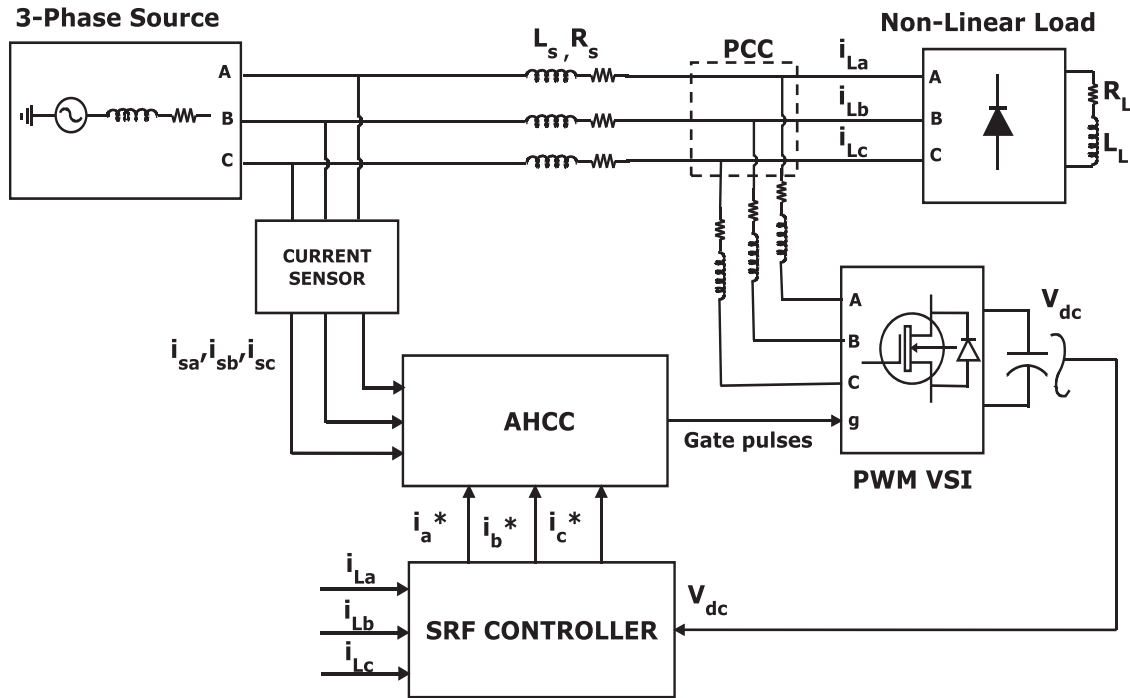 3-Phase Source
Non-Linear Load
Ls, Rs
PCC
iLa
iLb
iLc
A
B
C
A
B
C
RL
LL
CURRENT
SENSOR
isa,isb,isc
A
B
C
g
Vdc
AHCC
Gate pulses
PWM VSI
ia*
ib*
ic*
iLa
iLb
iLc
SRF CONTROLLER
Vdc